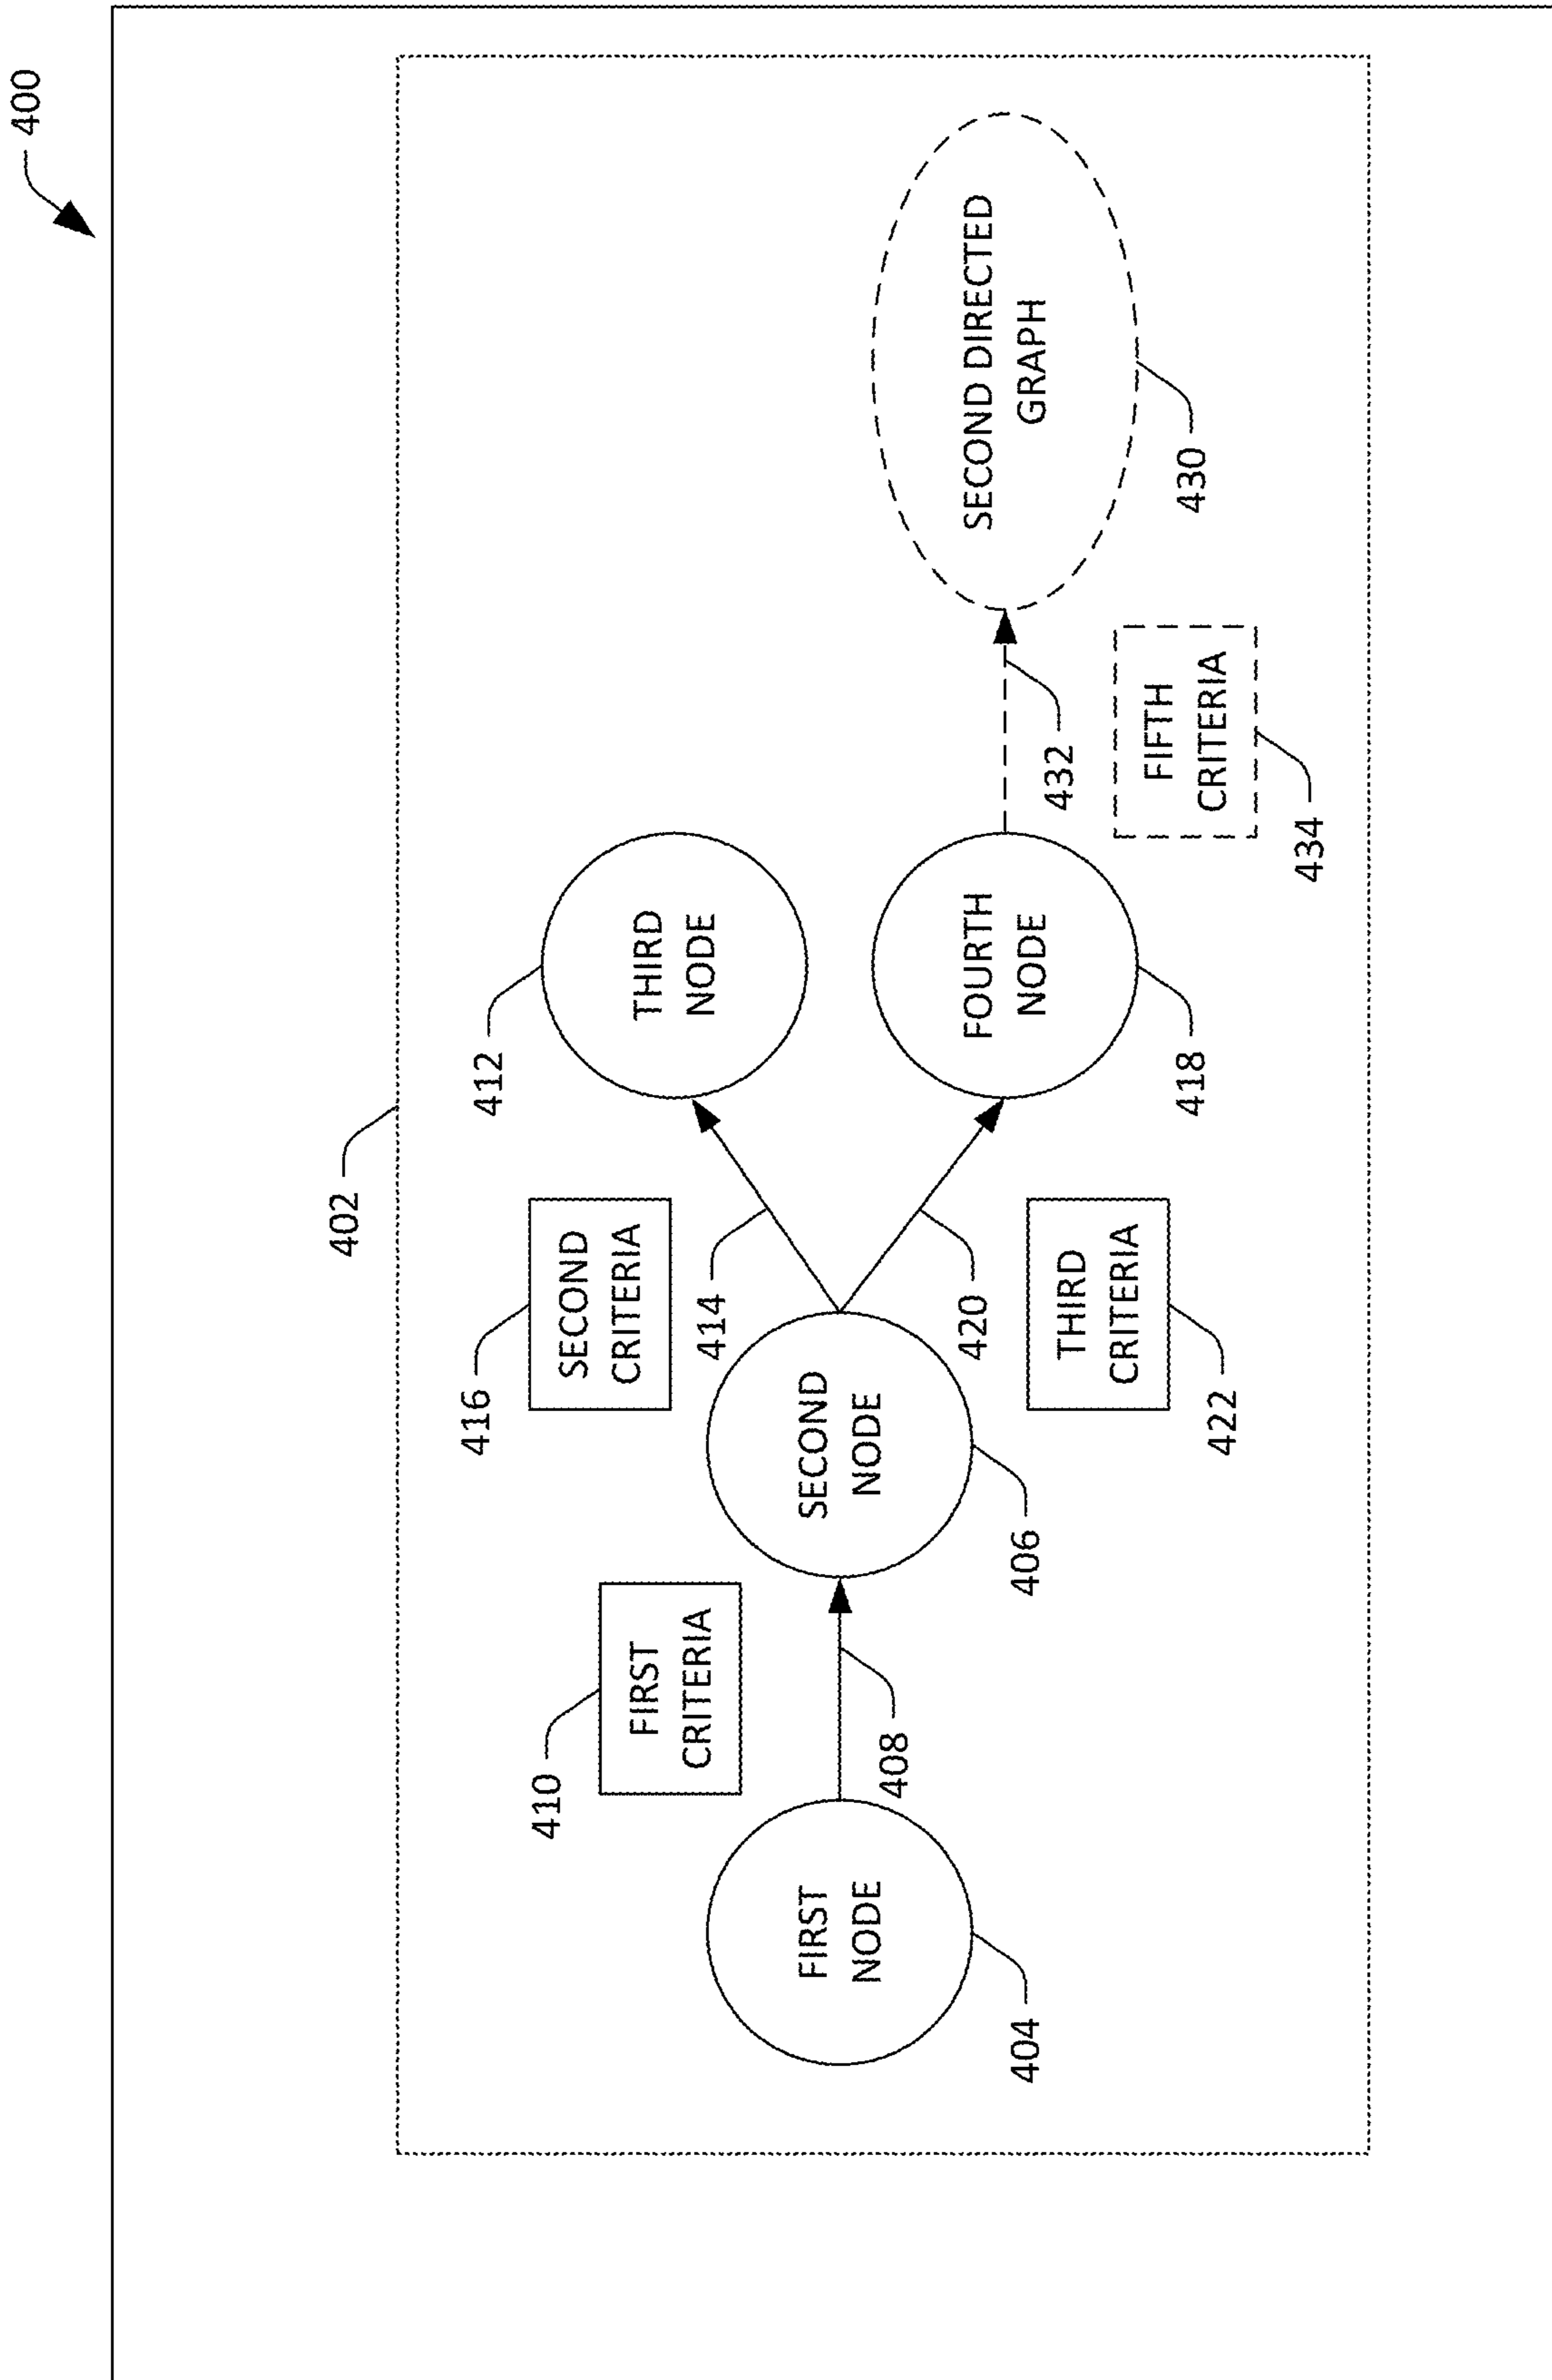 400
402
412
THIRD
NODE
416
SECOND
CRITERIA
414
410
FIRST
CRITERIA
FIRST
NODE
404
408
SECOND
NODE
406
420
THIRD
CRITERIA
422
FOURTH
NODE
418
432
FIFTH
CRITERIA
434
SECOND DIRECTED
GRAPH
430